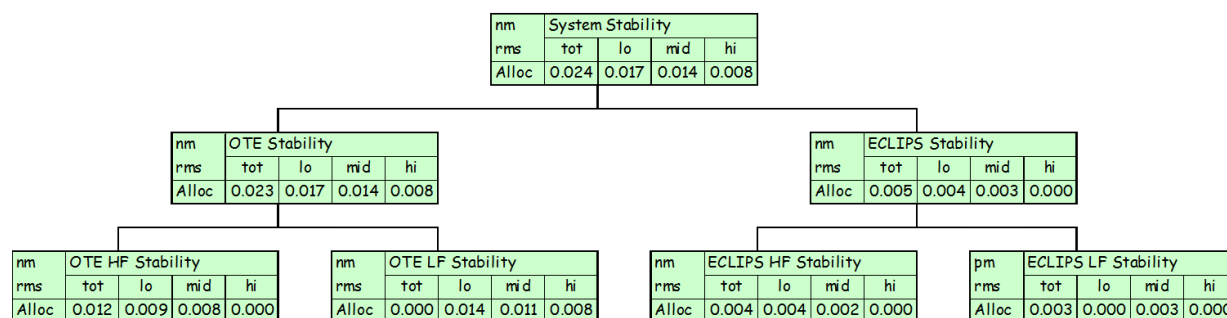 nm System Stability
rms tot lo mid hi
Alloc 0.024 0.017 0.014 0.008
nm OTE Stability
rms tot lo mid hi
Alloc 0.023 0.017 0.014 0.008
nm ECLIPS Stability
rms tot lo mid hi
Alloc 0.005 0.004 0.003 0.000
nm OTE HF Stability
rms tot lo mid hi
Alloc 0.012 0.009 0.008 0.000
nm OTE LF Stability
rms tot lo mid hi
Alloc 0.000 0.014 0.011 0.008
nm ECLIPS HF Stability
rms tot lo mid hi
Alloc 0.004 0.004 0.002 0.000
pm ECLIPS LF Stability
rms tot lo mid hi
Alloc 0.003 0.000 0.003 0.000